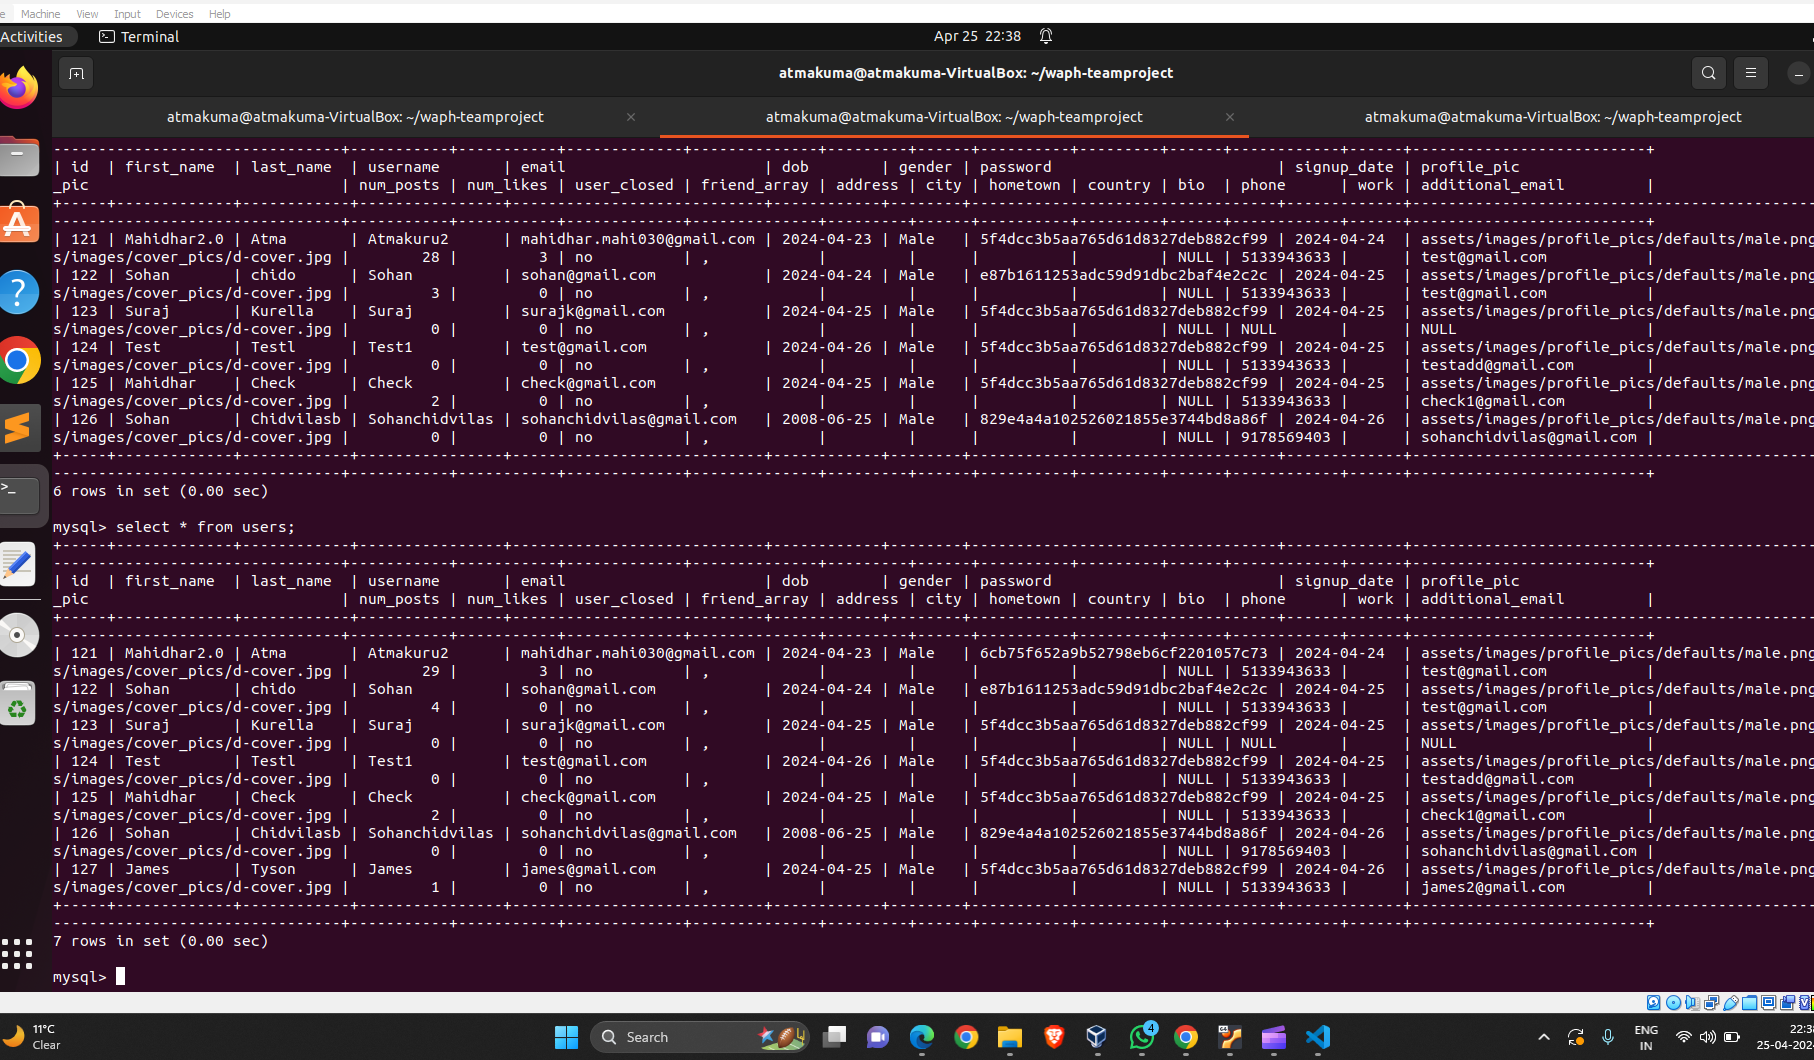 e Machine View Input Devices Help
Activities Terminal Apr 25 22:38
atmakuma@atmakuma-VirtualBox: ~/waph-teamproject
atmakuma@atmakuma-VirtualBox: ~/waph-teamproject × atmakuma@atmakuma-VirtualBox: ~/waph-teamproject × atmakuma@atmakuma-VirtualBox: ~/waph-teamproject
| id | first_name | last_name | username | email | dob | gender | password | signup_date | profile_pic
_pic | num_posts | num_likes | user_closed | friend_array | address | city | hometown | country | bio | phone | work | additional_email |
| 121 | Mahidhar2.0 | Atma | Atmakuru2 | mahidhar.mahi030@gmail.com | 2024-04-23 | Male | 5f4dcc3b5aa765d61d8327deb882cf99 | 2024-04-24 | assets/images/profile_pics/defaults/male.png
s/images/cover_pics/d-cover.jpg | 28 | 3 | no | , | | | | | NULL | 5133943633 | | test@gmail.com |
| 122 | Sohan | chido | Sohan | sohan@gmail.com | 2024-04-24 | Male | e87b1611253adc59d91dbc2baf4e2c2c | 2024-04-25 | assets/images/profile_pics/defaults/male.png
s/images/cover_pics/d-cover.jpg | 3 | 0 | no | , | | | | | NULL | 5133943633 | | test@gmail.com |
| 123 | Suraj | Kurella | Suraj | surajk@gmail.com | 2024-04-25 | Male | 5f4dcc3b5aa765d61d8327deb882cf99 | 2024-04-25 | assets/images/profile_pics/defaults/male.png
s/images/cover_pics/d-cover.jpg | 0 | 0 | no | , | | | | | NULL | NULL | | NULL |
| 124 | Test | Testl | Test1 | test@gmail.com | 2024-04-26 | Male | 5f4dcc3b5aa765d61d8327deb882cf99 | 2024-04-25 | assets/images/profile_pics/defaults/male.png
s/images/cover_pics/d-cover.jpg | 0 | 0 | no | , | | | | | NULL | 5133943633 | | testadd@gmail.com |
| 125 | Mahidhar | Check | Check | check@gmail.com | 2024-04-25 | Male | 5f4dcc3b5aa765d61d8327deb882cf99 | 2024-04-25 | assets/images/profile_pics/defaults/male.png
s/images/cover_pics/d-cover.jpg | 2 | 0 | no | , | | | | | NULL | 5133943633 | | check1@gmail.com |
| 126 | Sohan | Chidvilasb | Sohanchidvilas | sohanchidvilas@gmail.com | 2008-06-25 | Male | 829e4a4a102526021855e3744bd8a86f | 2024-04-26 | assets/images/profile_pics/defaults/male.png
s/images/cover_pics/d-cover.jpg | 0 | 0 | no | , | | | | | NULL | 9178569403 | | sohanchidvilas@gmail.com |
6 rows in set (0.00 sec)
mysql> select * from users;
| id | first_name | last_name | username | email | dob | gender | password | signup_date | profile_pic
_pic | num_posts | num_likes | user_closed | friend_array | address | city | hometown | country | bio | phone | work | additional_email |
| 121 | Mahidhar2.0 | Atma | Atmakuru2 | mahidhar.mahi030@gmail.com | 2024-04-23 | Male | 6cb75f652a9b52798eb6cf2201057c73 | 2024-04-24 | assets/images/profile_pics/defaults/male.png
s/images/cover_pics/d-cover.jpg | 29 | 3 | no | , | | | | | NULL | 5133943633 | | test@gmail.com |
| 122 | Sohan | chido | Sohan | sohan@gmail.com | 2024-04-24 | Male | e87b1611253adc59d91dbc2baf4e2c2c | 2024-04-25 | assets/images/profile_pics/defaults/male.png
s/images/cover_pics/d-cover.jpg | 4 | 0 | no | , | | | | | NULL | 5133943633 | | test@gmail.com |
| 123 | Suraj | Kurella | Suraj | surajk@gmail.com | 2024-04-25 | Male | 5f4dcc3b5aa765d61d8327deb882cf99 | 2024-04-25 | assets/images/profile_pics/defaults/male.png
s/images/cover_pics/d-cover.jpg | 0 | 0 | no | , | | | | | NULL | NULL | | NULL |
| 124 | Test | Testl | Test1 | test@gmail.com | 2024-04-26 | Male | 5f4dcc3b5aa765d61d8327deb882cf99 | 2024-04-25 | assets/images/profile_pics/defaults/male.png
s/images/cover_pics/d-cover.jpg | 0 | 0 | no | , | | | | | NULL | 5133943633 | | testadd@gmail.com |
| 125 | Mahidhar | Check | Check | check@gmail.com | 2024-04-25 | Male | 5f4dcc3b5aa765d61d8327deb882cf99 | 2024-04-25 | assets/images/profile_pics/defaults/male.png
s/images/cover_pics/d-cover.jpg | 2 | 0 | no | , | | | | | NULL | 5133943633 | | check1@gmail.com |
| 126 | Sohan | Chidvilasb | Sohanchidvilas | sohanchidvilas@gmail.com | 2008-06-25 | Male | 829e4a4a102526021855e3744bd8a86f | 2024-04-26 | assets/images/profile_pics/defaults/male.png
s/images/cover_pics/d-cover.jpg | 0 | 0 | no | , | | | | | NULL | 9178569403 | | sohanchidvilas@gmail.com |
| 127 | James | Tyson | James | james@gmail.com | 2024-04-25 | Male | 5f4dcc3b5aa765d61d8327deb882cf99 | 2024-04-26 | assets/images/profile_pics/defaults/male.png
s/images/cover_pics/d-cover.jpg | 1 | 0 | no | , | | | | | NULL | 5133943633 | | james2@gmail.com |
7 rows in set (0.00 sec)
mysql>
11°C
Clear
Search
4
ENG
IN
22:38
25-04-202